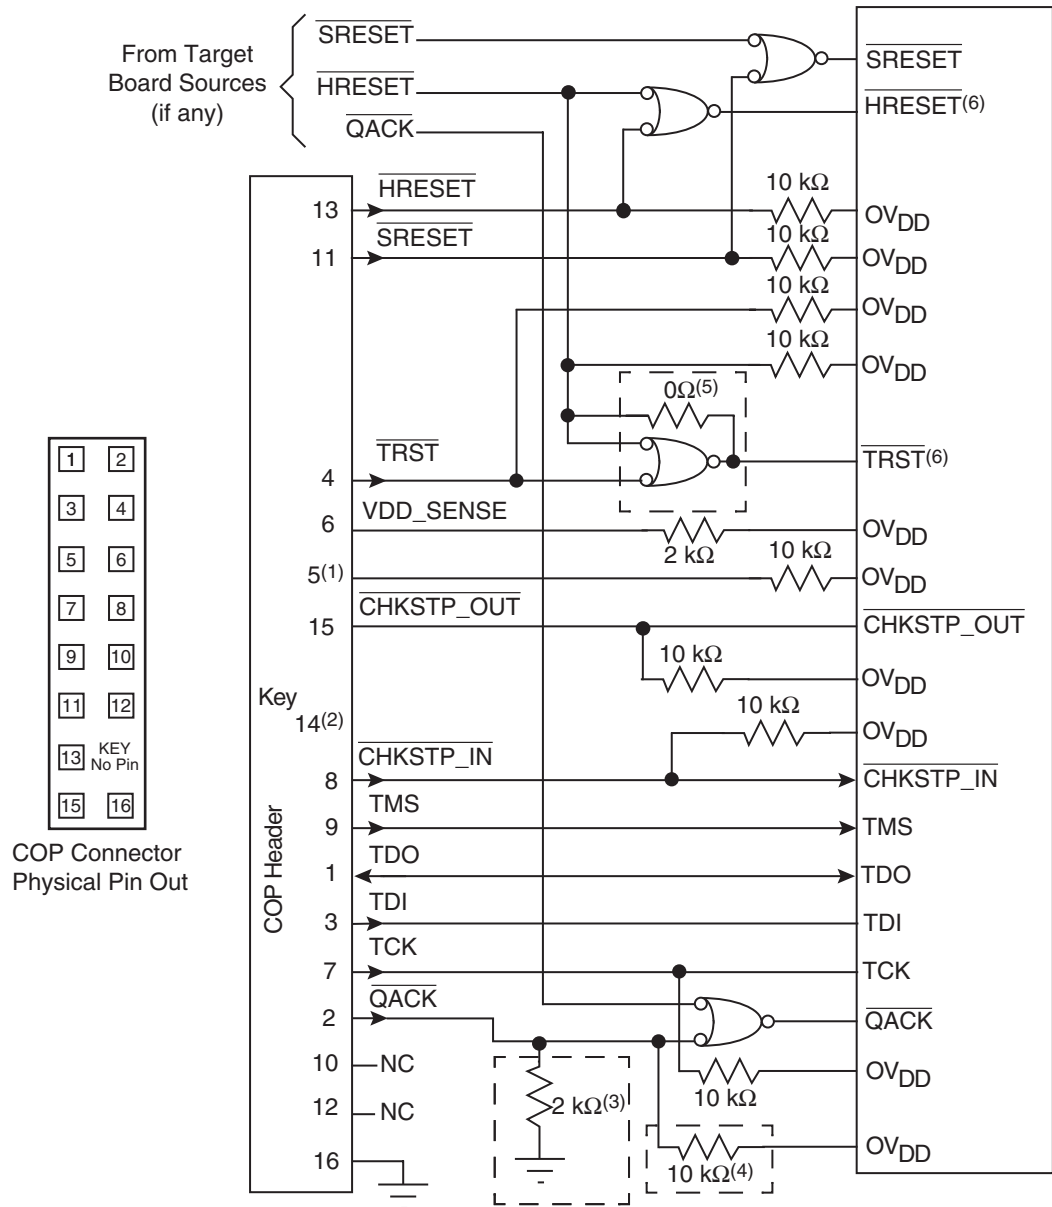 From Target
Board Sources
(if any)
SRESET
HRESET
QACK
SRESET
HRESET(6)
13
HRESET
10 kΩ
OVDD
11
SRESET
10 kΩ
OVDD
10 kΩ
OVDD
10 kΩ
OVDD
0Ω(5)
4
TRST
TRST(6)
6
VDD_SENSE
2 kΩ
OVDD
5(1)
10 kΩ
OVDD
15
CHKSTP_OUT
CHKSTP_OUT
10 kΩ
OVDD
Key
14(2)
10 kΩ
OVDD
8
CHKSTP_IN
CHKSTP_IN
9
TMS
TMS
1
TDO
TDO
3
TDI
TDI
7
TCK
TCK
2
QACK
QACK
10
NC
10 kΩ
OVDD
12
NC
2 kΩ(3)
16
10 kΩ(4)
OVDD
COP Header
1 2
3 4
5 6
7 8
9 10
11 12
13 KEY
No Pin
15 16
COP Connector
Physical Pin Out